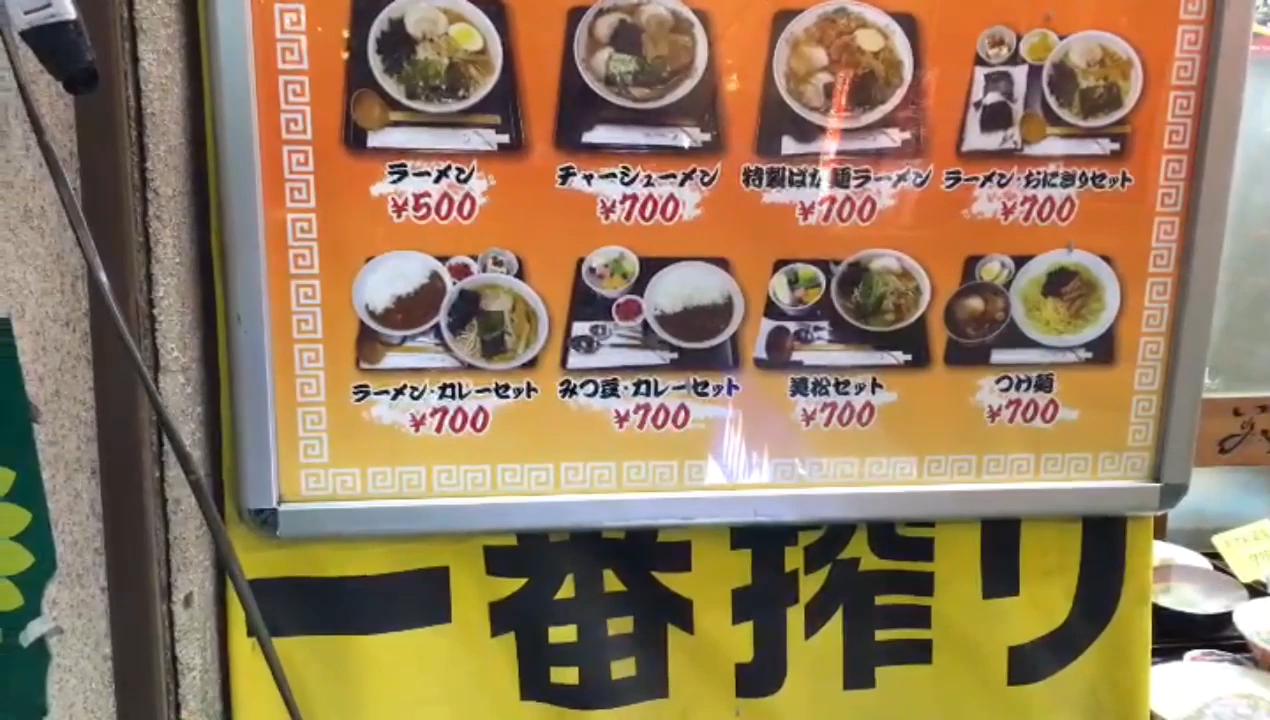 ラーメン
¥500
チャーシューメン
¥700
特製ばか麺ラーメン
¥700
ラーメン・おにぎりセット
¥700
ラーメン・カレーセット
¥700
みつ豆・カレーセット
¥700
美松セット
¥700
つけ麺
¥700
一番搾り